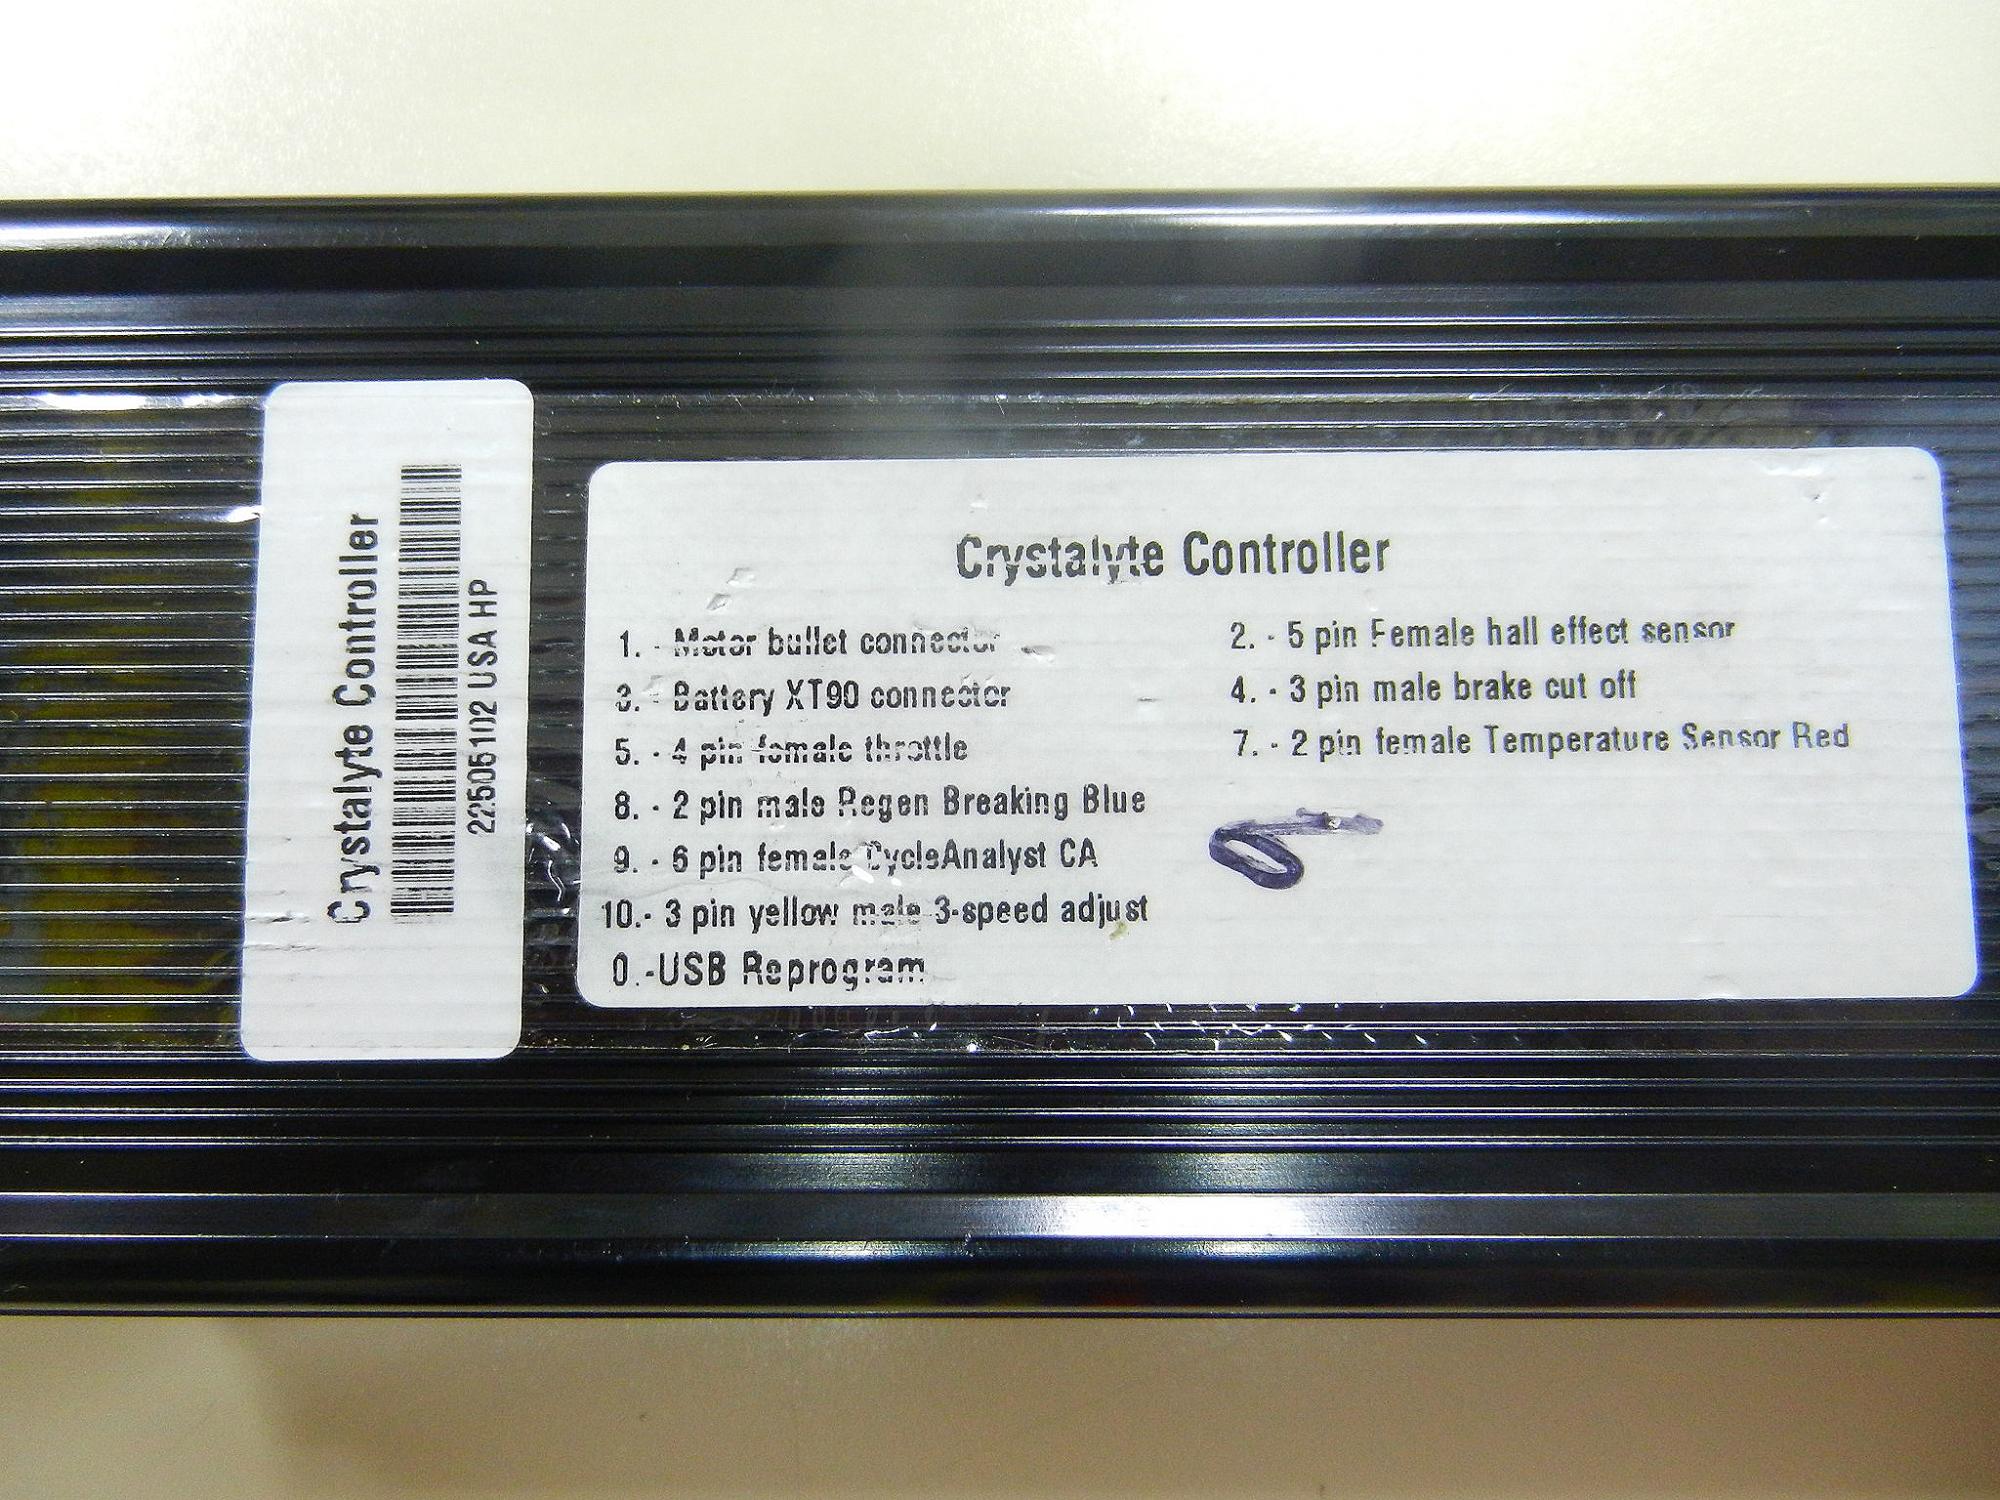 Crystalyte Controller
225056102 USA HP
Crystalyte Controller
1. - Motor bullet connector
2. - 5 pin Female hall effect sensor
3. - Battery XT90 connector
4. - 3 pin male brake cut off
5. - 4 pin female throttle
7. - 2 pin female Temperature Sensor Red
8. - 2 pin male Regen Breaking Blue
9. - 6 pin female CycleAnalyst CA
10.- 3 pin yellow male 3-speed adjust
0.-USB Reprogram